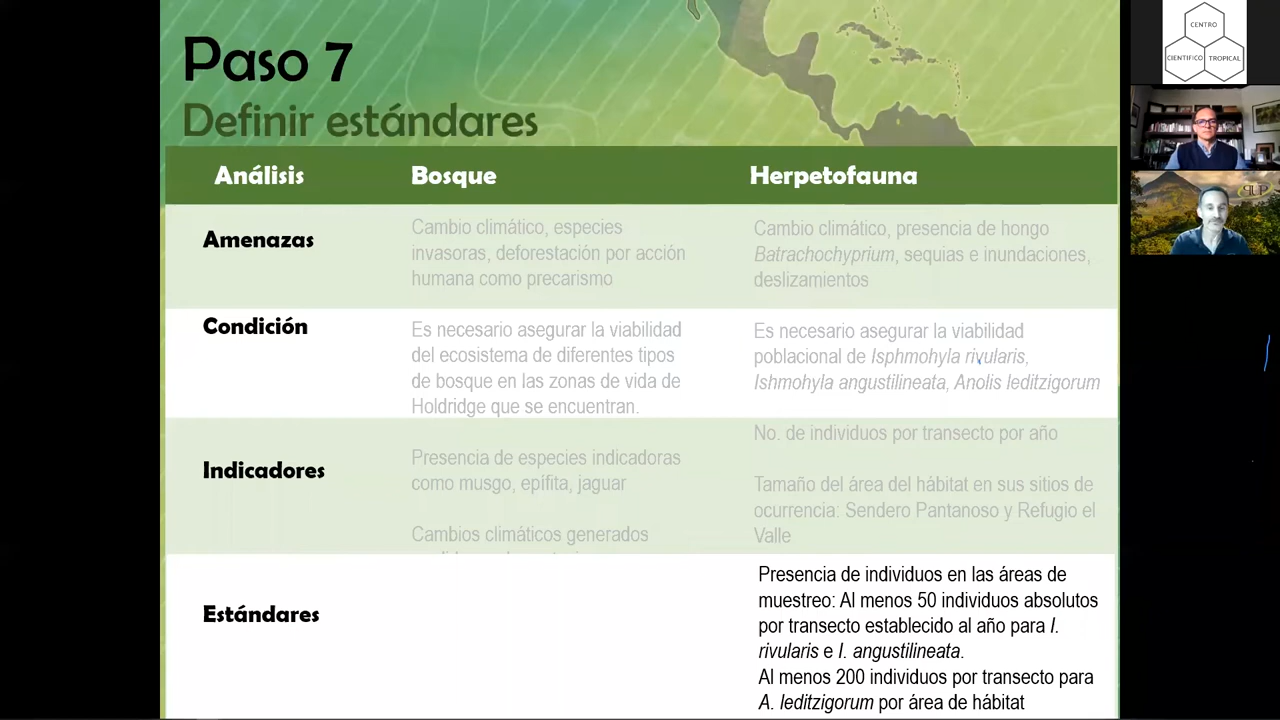 Paso 7
Definir estándares
Análisis
Bosque
Herpetofauna
Amenazas
Cambio climático, especies
invasoras, deforestación por acción
humana como precarismo
Cambio climático, presencia de hongo
Batrachochyprium, sequias e inundaciones,
deslizamientos
Condición
Es necesario asegurar la viabilidad
del ecosistema de diferentes tipos
de bosque en las zonas de vida de
Holdridge que se encuentran.
Es necesario asegurar la viabilidad
poblacional de Isphmohyla rivularis,
Ishmohyla angustilineata, Anolis leditzigorum
Indicadores
Presencia de especies indicadoras
como musgo, epífita, jaguar
Cambios climáticos generados
No. de individuos por transecto por año
Tamaño del área del hábitat en sus sitios de
ocurrencia: Sendero Pantanoso y Refugio el
Valle
Estándares
Presencia de individuos en las áreas de
muestreo: Al menos 50 individuos absolutos
por transecto establecido al año para I.
rivularis e I. angustilineata.
Al menos 200 individuos por transecto para
A. leditzigorum por área de hábitat
CENTRO
CIENTIFICO TROPICAL
PUP